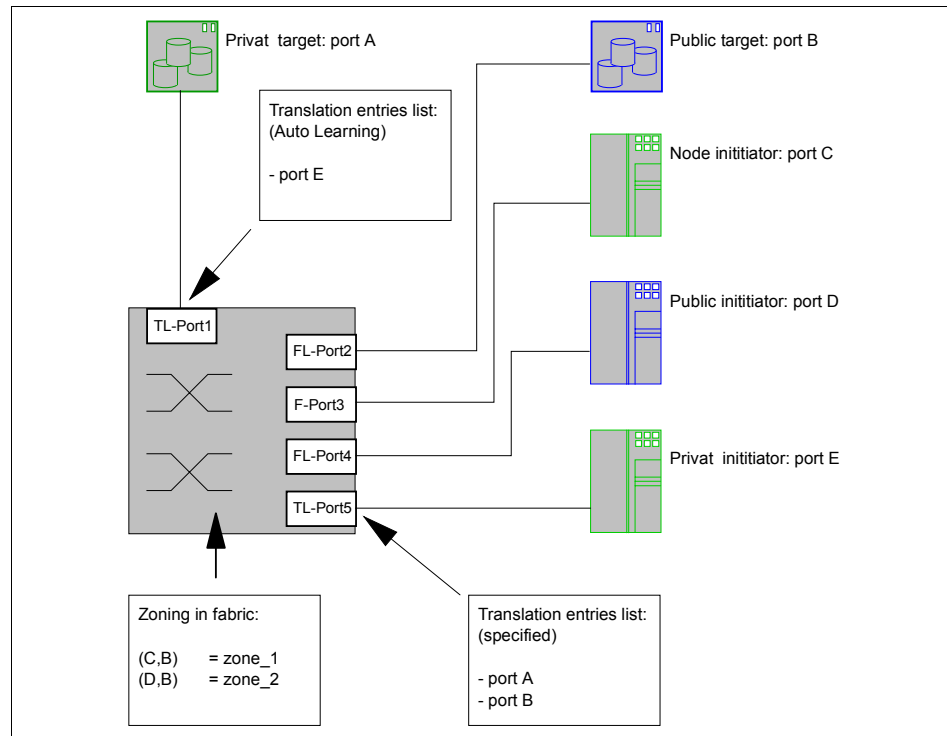 Privat target: port A
Public target: port B
Translation entries list:
(Auto Learning)
- port E
Node inititiator: port C
Public inititiator: port D
TL-Port1
FL-Port2
F-Port3
FL-Port4
TL-Port5
Privat inititiator: port E
Zoning in fabric:
(C,B) = zone_1
(D,B) = zone_2
Translation entries list:
(specified)
- port A
- port B